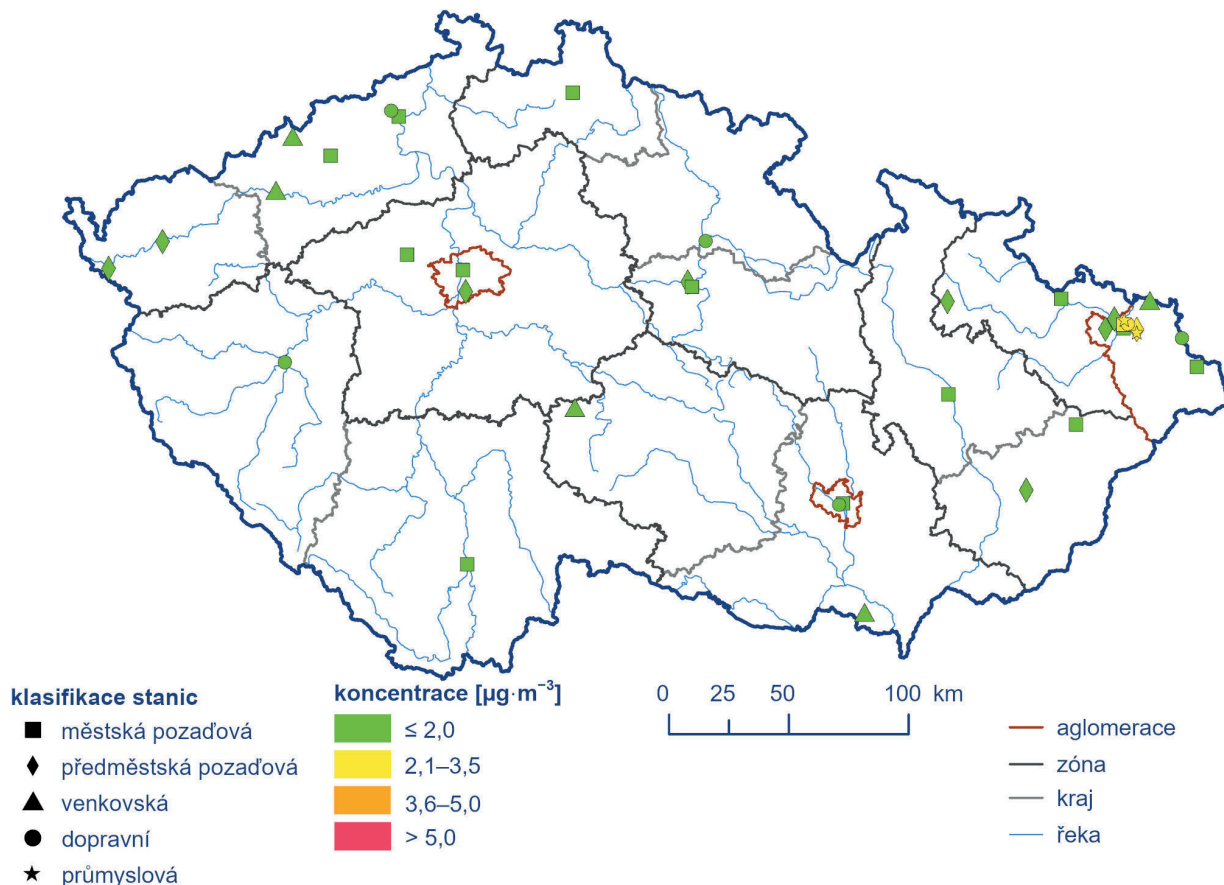 klasifikace stanic
městská pozaďová
předměstská pozaďová
venkovská
dopravní
průmyslová
koncentrace [µg·m⁻³]
≤ 2,0
2,1–3,5
3,6–5,0
> 5,0
0 25 50 100 km
aglomerace
zóna
kraj
řeka